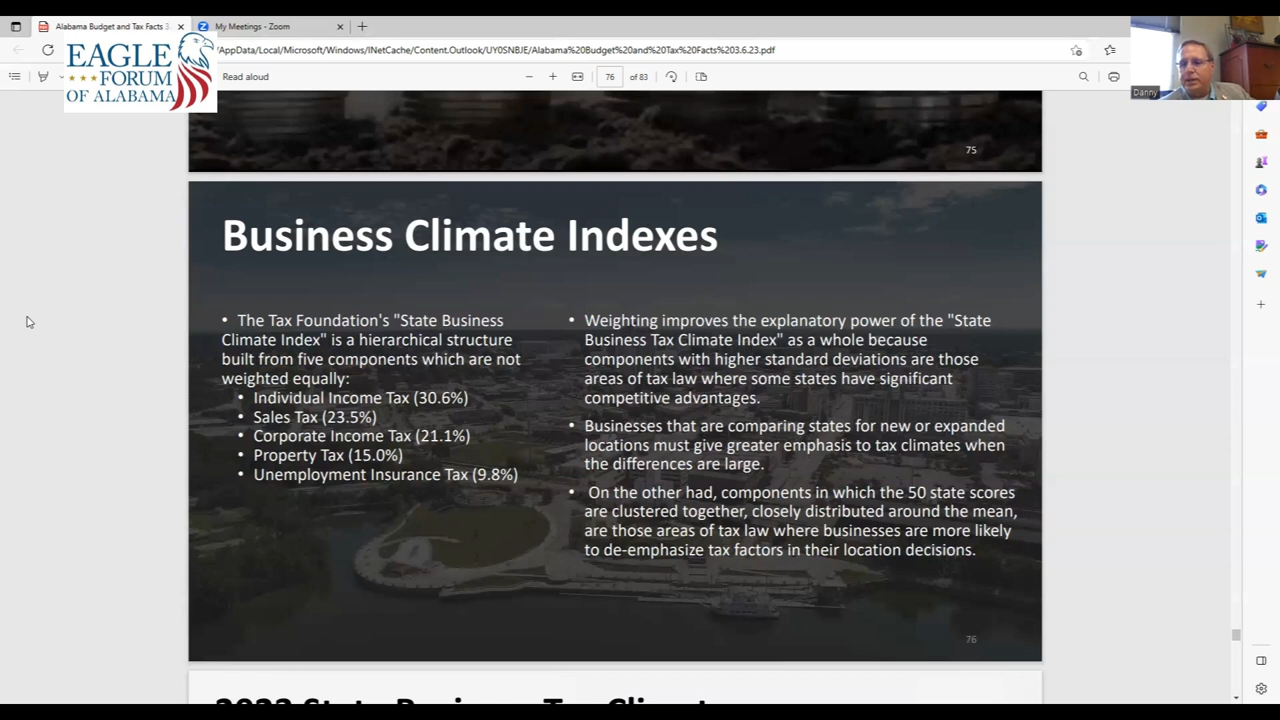 Alabama Budget and Tax Facts 3
My Meetings - Zoom
EAGLE
FORUM
OF ALABAMA
/AppData/Local/Microsoft/Windows/INetCache/Content.Outlook/UY0SNBJE/Alabama%20Budget%20and%20Tax%20Facts%203.6.23.pdf
Read aloud
76 of 83
Danny
75
Business Climate Indexes
• The Tax Foundation's "State Business
Climate Index" is a hierarchical structure
built from five components which are not
weighted equally:
• Individual Income Tax (30.6%)
• Sales Tax (23.5%)
• Corporate Income Tax (21.1%)
• Property Tax (15.0%)
• Unemployment Insurance Tax (9.8%)
• Weighting improves the explanatory power of the "State
Business Tax Climate Index" as a whole because
components with higher standard deviations are those
areas of tax law where some states have significant
competitive advantages.
• Businesses that are comparing states for new or expanded
locations must give greater emphasis to tax climates when
the differences are large.
• On the other had, components in which the 50 state scores
are clustered together, closely distributed around the mean,
are those areas of tax law where businesses are more likely
to de-emphasize tax factors in their location decisions.
76
State Business Tax Climate